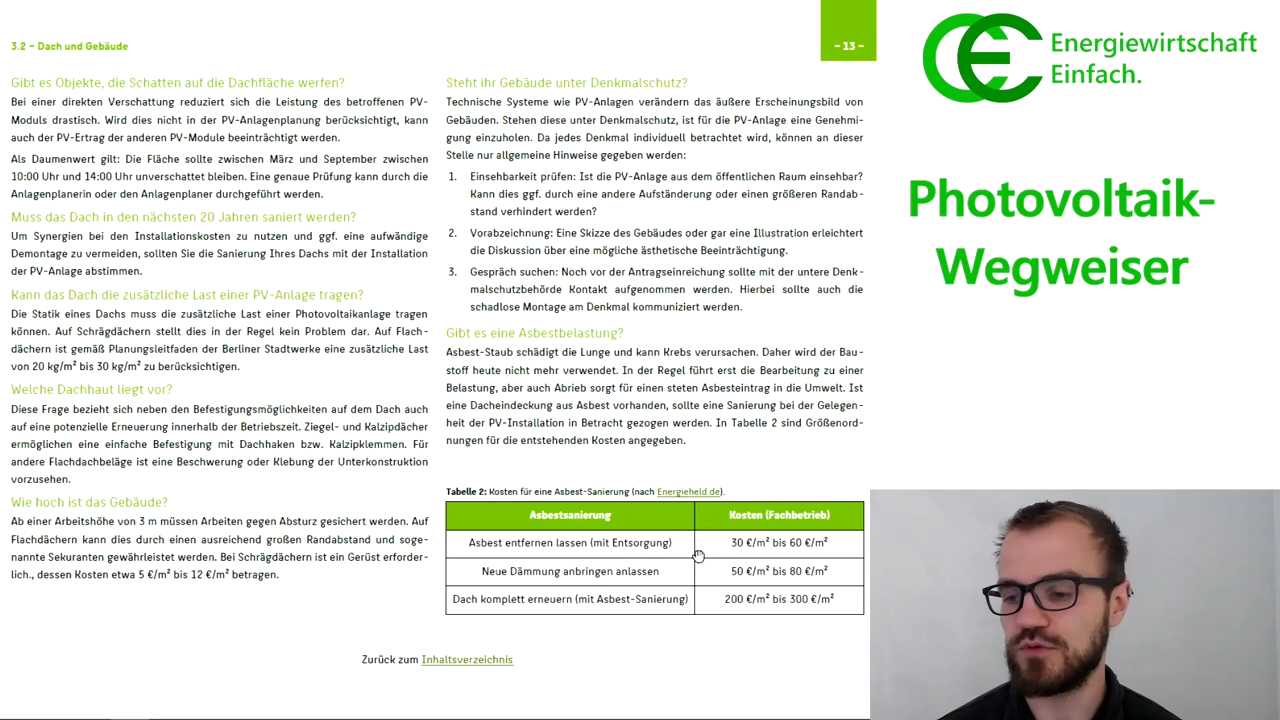 3.2 – Dach und Gebäude
– 13 –
Gibt es Objekte, die Schatten auf die Dachfläche werfen?
Bei einer direkten Verschattung reduziert sich die Leistung des betroffenen PV-
Moduls drastisch. Wird dies nicht in der PV-Anlagenplanung berücksichtigt, kann
auch der PV-Ertrag der anderen PV-Module beeinträchtigt werden.
Als Daumenwert gilt: Die Fläche sollte zwischen März und September zwischen
10:00 Uhr und 14:00 Uhr unverschattet bleiben. Eine genaue Prüfung kann durch die
Anlagenplanerin oder den Anlagenplaner durchgeführt werden.
Muss das Dach in den nächsten 20 Jahren saniert werden?
Um Synergien bei den Installationskosten zu nutzen und ggf. eine aufwändige
Demontage zu vermeiden, sollten Sie die Sanierung Ihres Dachs mit der Installation
der PV-Anlage abstimmen.
Kann das Dach die zusätzliche Last einer PV-Anlage tragen?
Die Statik eines Dachs muss die zusätzliche Last einer Photovoltaikanlage tragen
können. Auf Schrägdächern stellt dies in der Regel kein Problem dar. Auf Flach-
dächern ist gemäß Planungsleitfaden der Berliner Stadtwerke eine zusätzliche Last
von 20 kg/m² bis 30 kg/m² zu berücksichtigen.
Welche Dachhaut liegt vor?
Diese Frage bezieht sich neben den Befestigungsmöglichkeiten auf dem Dach auch
auf eine potenzielle Erneuerung innerhalb der Betriebszeit. Ziegel- und Kalzipdächer
ermöglichen eine einfache Befestigung mit Dachhaken bzw. Kalzipklemmen. Für
andere Flachdachbeläge ist eine Beschwerung oder Klebung der Unterkonstruktion
vorzusehen.
Wie hoch ist das Gebäude?
Ab einer Arbeitshöhe von 3 m müssen Arbeiten gegen Absturz gesichert werden. Auf
Flachdächern kann dies durch einen ausreichend großen Randabstand und soge-
nannte Sekuranten gewährleistet werden. Bei Schrägdächern ist ein Gerüst erforder-
lich., dessen Kosten etwa 5 €/m² bis 12 €/m² betragen.
Steht ihr Gebäude unter Denkmalschutz?
Technische Systeme wie PV-Anlagen verändern das äußere Erscheinungsbild von
Gebäuden. Stehen diese unter Denkmalschutz, ist für die PV-Anlage eine Genehmi-
gung einzuholen. Da jedes Denkmal individuell betrachtet wird, können an dieser
Stelle nur allgemeine Hinweise gegeben werden:
1. Einsehbarkeit prüfen: Ist die PV-Anlage aus dem öffentlichen Raum einsehbar?
Kann dies ggf. durch eine andere Aufständerung oder einen größeren Randab-
stand verhindert werden?
2. Vorabzeichnung: Eine Skizze des Gebäudes oder gar eine Illustration erleichtert
die Diskussion über eine mögliche ästhetische Beeinträchtigung.
3. Gespräch suchen: Noch vor der Antragseinreichung sollte mit der untere Denk-
malschutzbehörde Kontakt aufgenommen werden. Hierbei sollte auch die
schadlose Montage am Denkmal kommuniziert werden.
Gibt es eine Asbestbelastung?
Asbest-Staub schädigt die Lunge und kann Krebs verursachen. Daher wird der Bau-
stoff heute nicht mehr verwendet. In der Regel führt erst die Bearbeitung zu einer
Belastung, aber auch Abrieb sorgt für einen steten Asbesteintrag in die Umwelt. Ist
eine Dacheindeckung aus Asbest vorhanden, sollte eine Sanierung bei der Gelegen-
heit der PV-Installation in Betracht gezogen werden. In Tabelle 2 sind Größenord-
nungen für die entstehenden Kosten angegeben.
Tabelle 2: Kosten für eine Asbest-Sanierung (nach Energieheld.de).
Asbestsanierung Kosten (Fachbetrieb)
Asbest entfernen lassen (mit Entsorgung) 30 €/m² bis 60 €/m²
Neue Dämmung anbringen anlassen 50 €/m² bis 80 €/m²
Dach komplett erneuern (mit Asbest-Sanierung) 200 €/m² bis 300 €/m²
Zurück zum Inhaltsverzeichnis
Energiewirtschaft
Einfach.
Photovoltaik-
Wegweiser